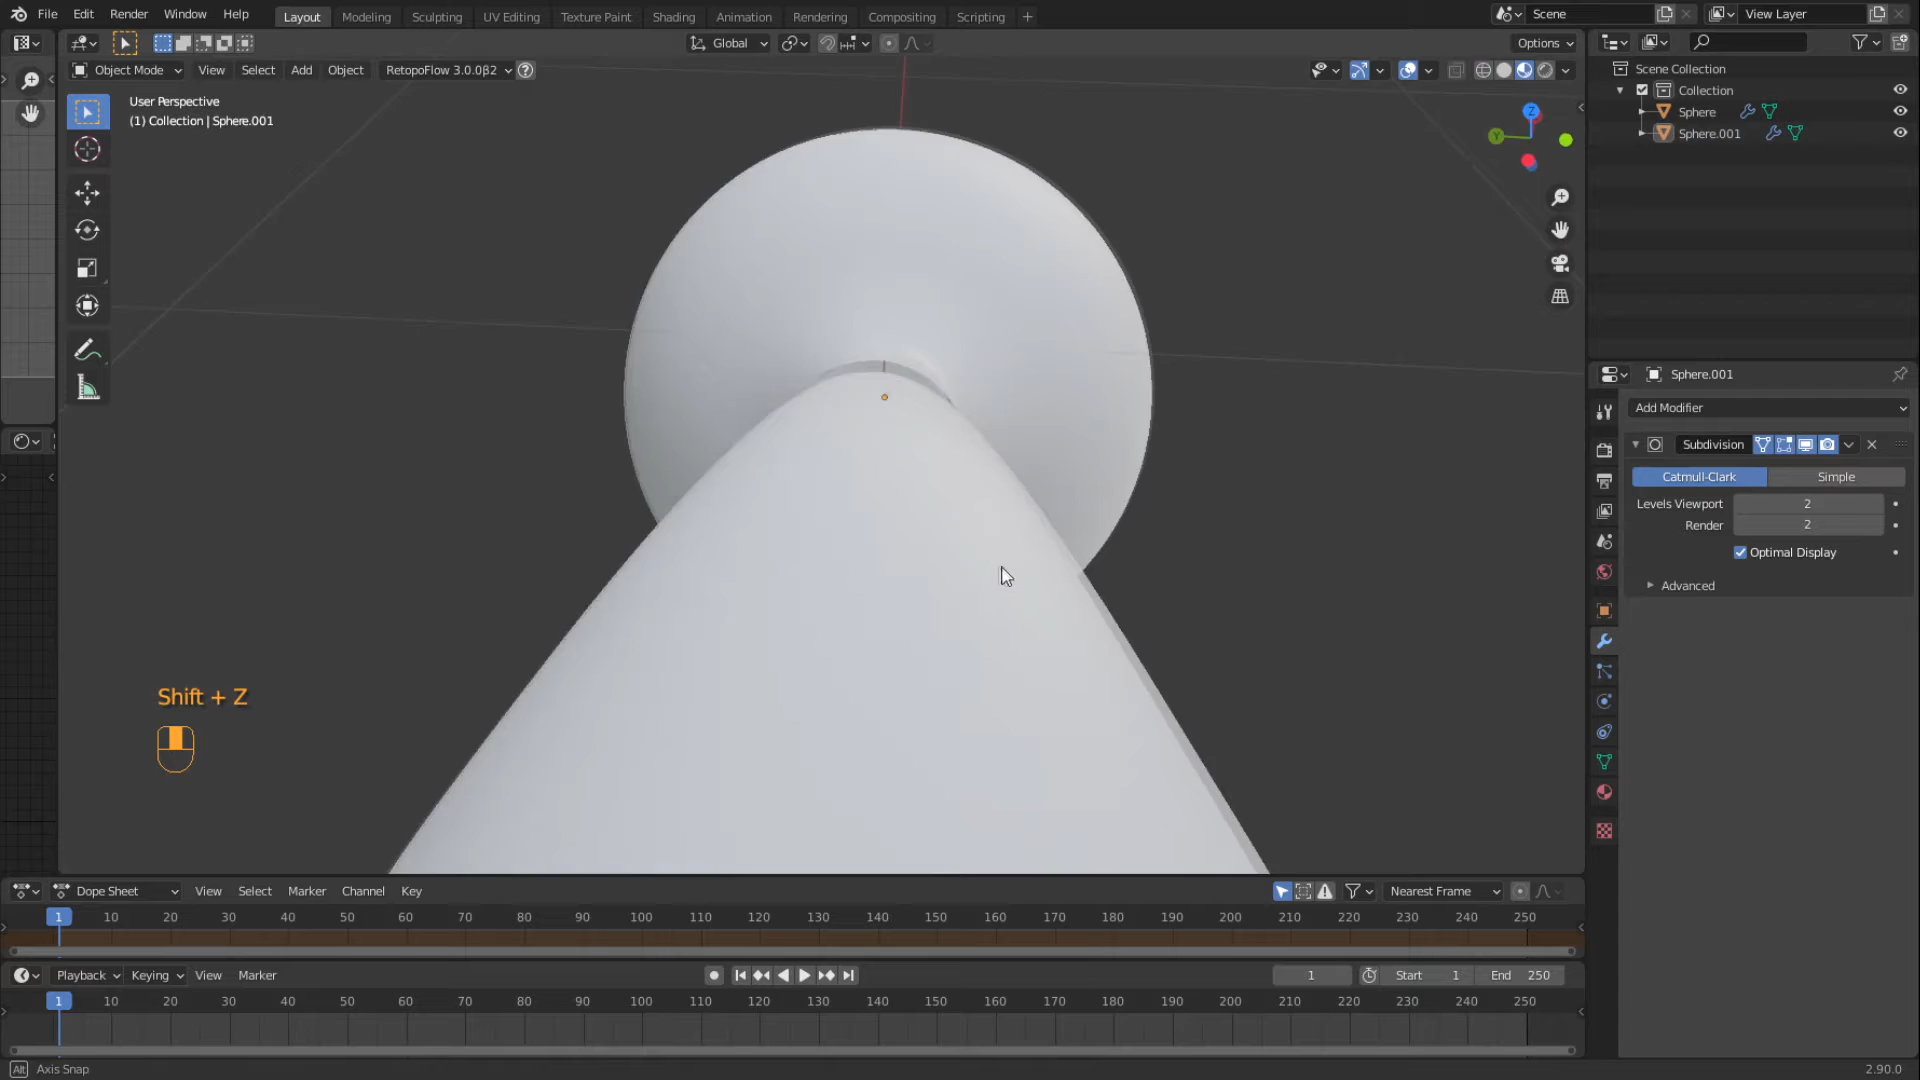 File Edit Render Window Help
Layout Modeling Sculpting UV Editing Texture Paint Shading Animation Rendering Compositing Scripting +
Scene View Layer
Global Options
Object Mode View Select Add Object RetopoFlow 3.0.0β2
User Perspective
(1) Collection | Sphere.001
Z
Y
Scene Collection
Collection
Sphere
Sphere.001
Sphere.001
Add Modifier
Subdivision
Catmull-Clark Simple
Levels Viewport 2
Render 2
Optimal Display
Advanced
Shift + Z
Dope Sheet View Select Marker Channel Key Nearest Frame
1 10 20 30 40 50 60 70 80 90 100 110 120 130 140 150 160 170 180 190 200 210 220 230 240 250
Playback Keying View Marker 1 Start 1 End 250
1 10 20 30 40 50 60 70 80 90 100 110 120 130 140 150 160 170 180 190 200 210 220 230 240 250
Alt Axis Snap 2.90.0